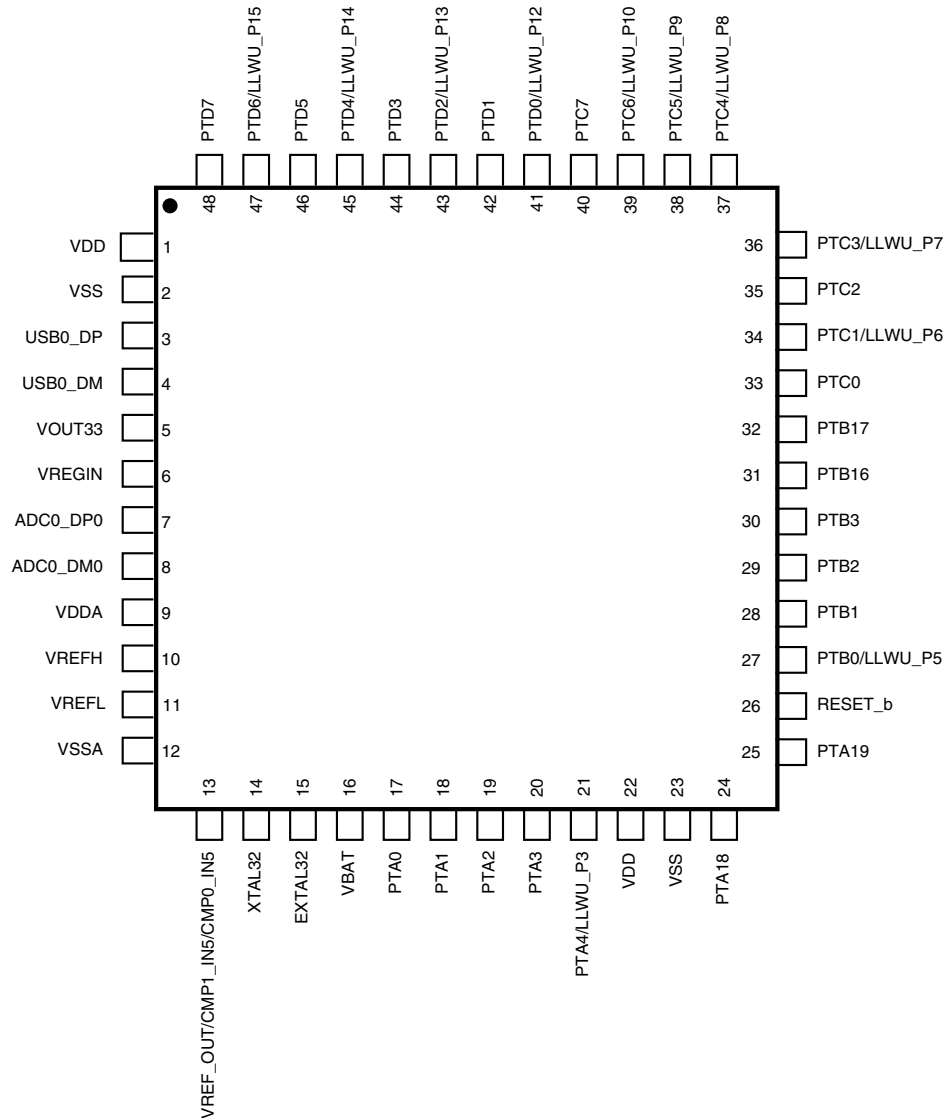 PTD7
PTD6/LLWU_P15
PTD5
PTD4/LLWU_P14
PTD3
PTD2/LLWU_P13
PTD1
PTD0/LLWU_P12
PTC7
PTC6/LLWU_P10
PTC5/LLWU_P9
PTC4/LLWU_P8
48
47
46
45
44
43
42
41
40
39
38
37
VDD 1
36 PTC3/LLWU_P7
VSS 2
35 PTC2
USB0_DP 3
34 PTC1/LLWU_P6
USB0_DM 4
33 PTC0
VOUT33 5
32 PTB17
VREGIN 6
31 PTB16
ADC0_DP0 7
30 PTB3
ADC0_DM0 8
29 PTB2
VDDA 9
28 PTB1
VREFH 10
27 PTB0/LLWU_P5
VREFL 11
26 RESET_b
VSSA 12
25 PTA19
13
14
15
16
17
18
19
20
21
22
23
24
VREF_OUT/CMP1_IN5/CMP0_IN5
XTAL32
EXTAL32
VBAT
PTA0
PTA1
PTA2
PTA3
PTA4/LLWU_P3
VDD
VSS
PTA18